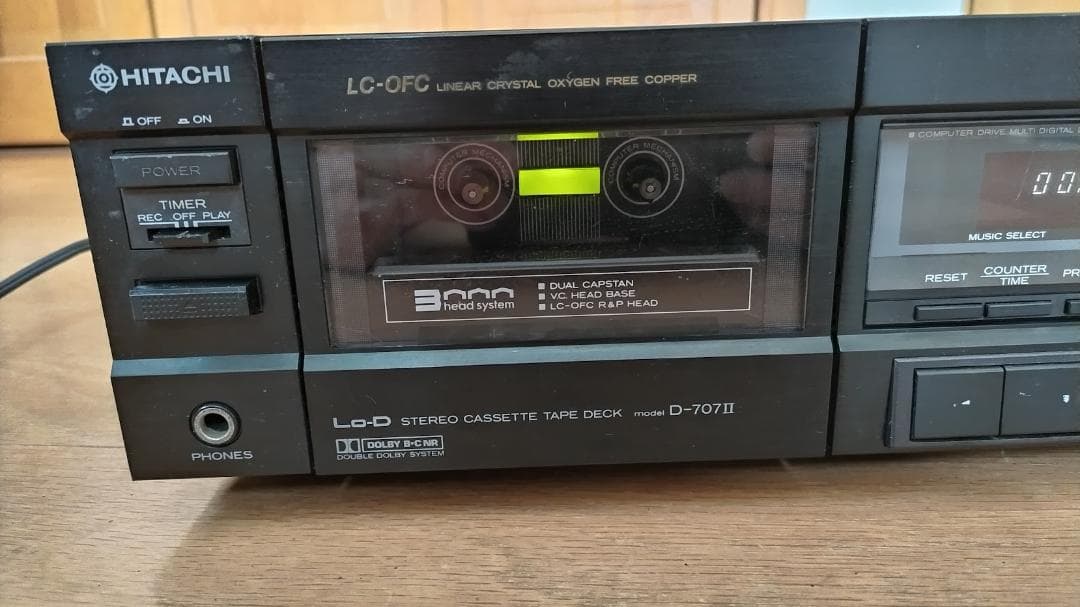 HITACHI
OFF ON
POWER
TIMER
REC OFF PLAY
PHONES
LC-OFC LINEAR CRYSTAL OXYGEN FREE COPPER
COMPUTER MECHANISM
COMPUTER MECHANISM
3 head system
DUAL CAPSTAN
V.C. HEAD BASE
LC-OFC R&P HEAD
Lo-D STEREO CASSETTE TAPE DECK model D-707II
DOLBY B·C NR
DOUBLE DOLBY SYSTEM
COMPUTER DRIVE MULTI DIGITAL
00
MUSIC SELECT
RESET COUNTER
TIME